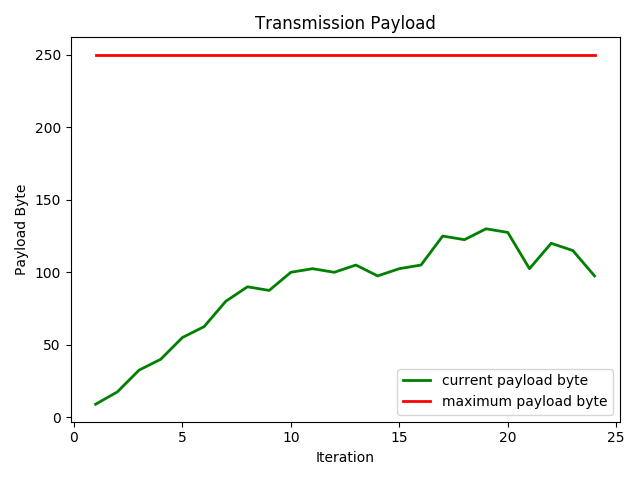 Transmission Payload
Payload Byte
250
200
150
100
50
0
0
5
10
15
20
25
Iteration
current payload byte
maximum payload byte